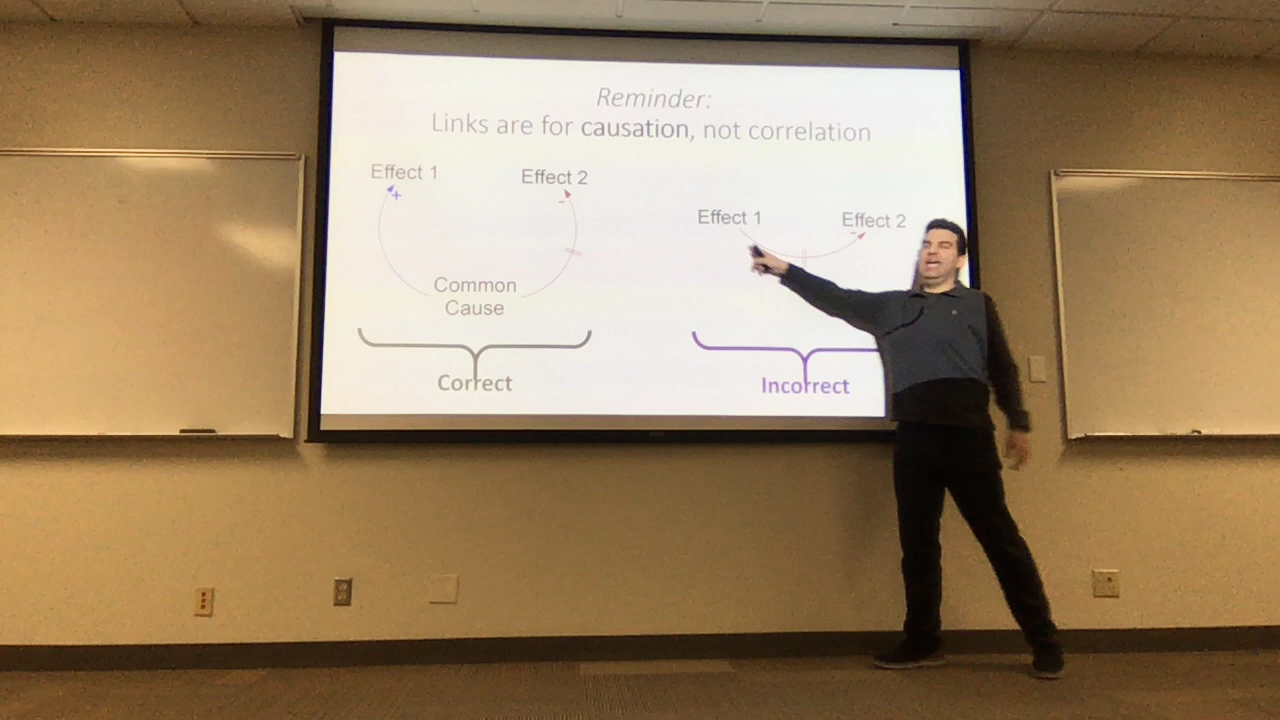 Reminder:
Links are for causation, not correlation
Effect 1
Effect 2
+
-
Common
Cause
Correct
Effect 1
Effect 2
-
Incorrect